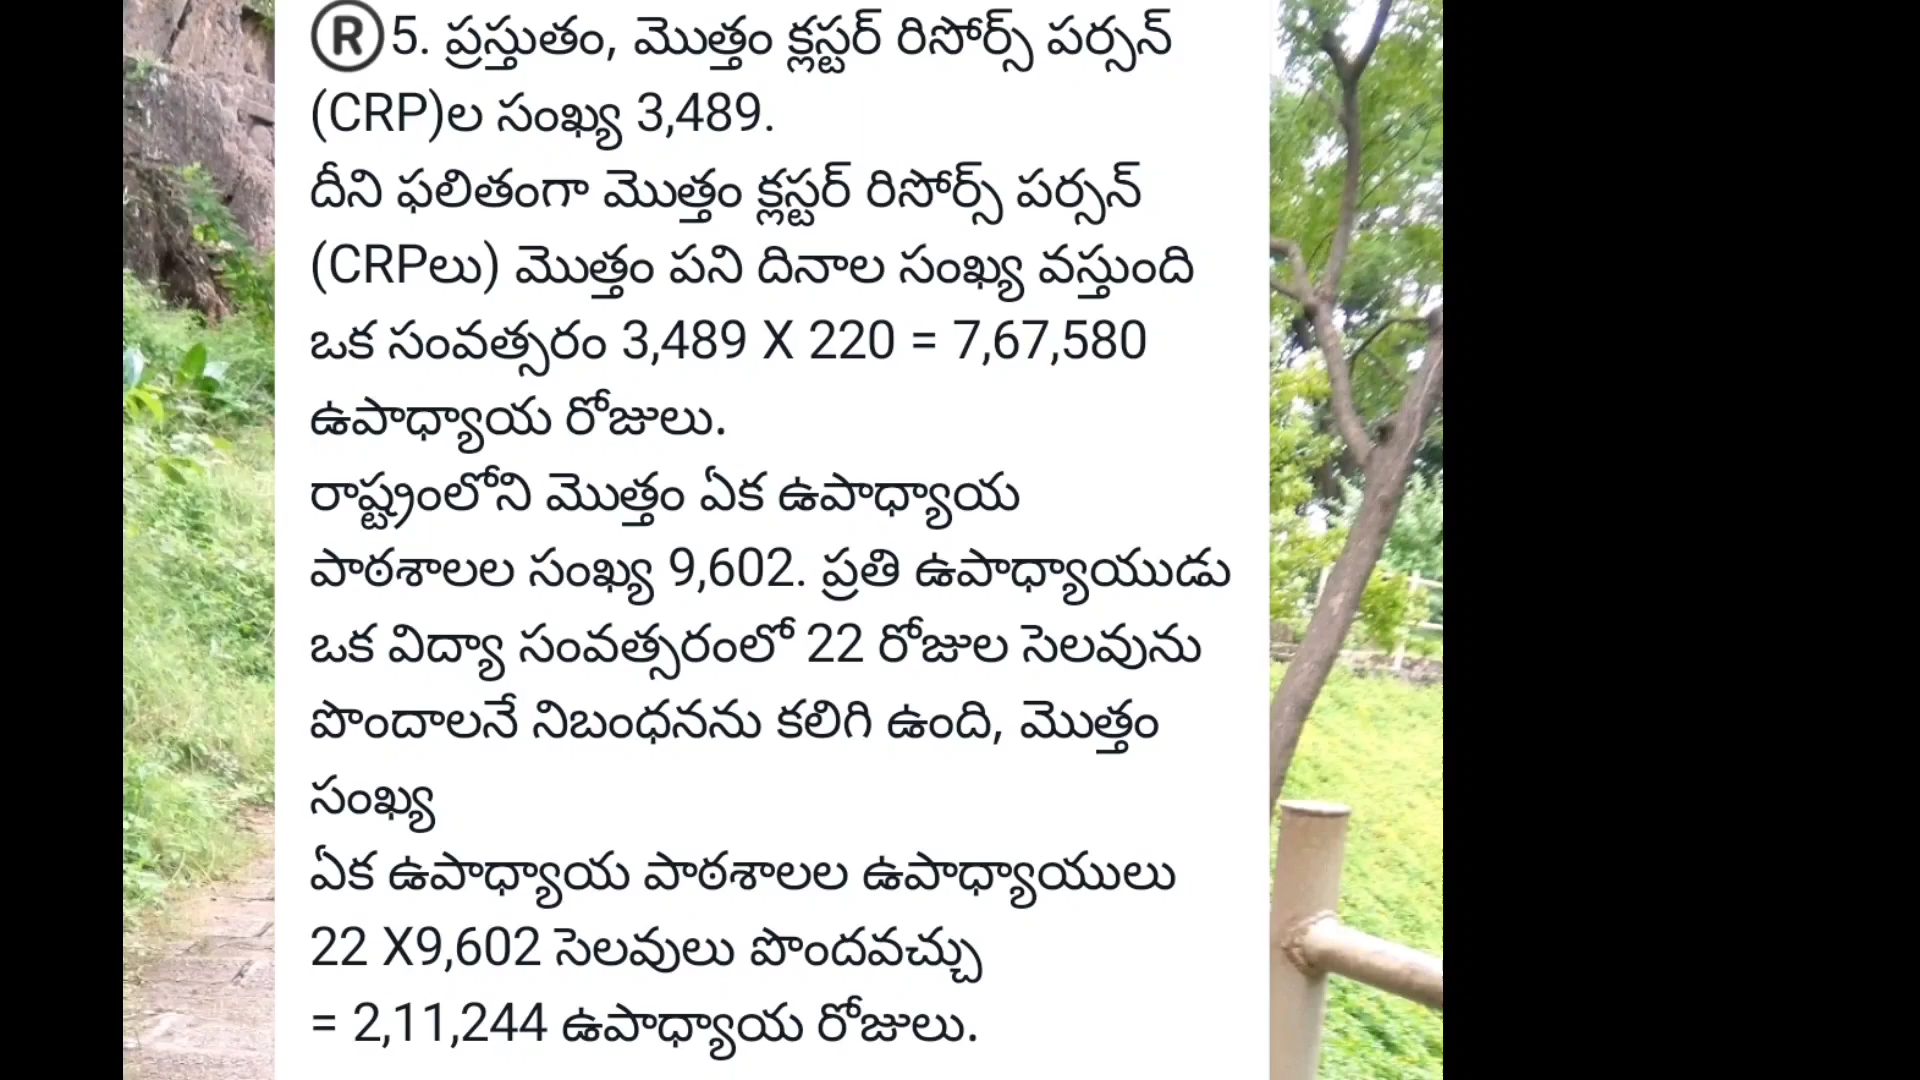 ®5. ప్రస్తుతం, మొత్తం క్లస్టర్ రిసోర్స్ పర్సన్
(CRP)ల సంఖ్య 3,489.
దీని ఫలితంగా మొత్తం క్లస్టర్ రిసోర్స్ పర్సన్
(CRPలు) మొత్తం పని దినాల సంఖ్య వస్తుంది
ఒక సంవత్సరం 3,489 X 220 = 7,67,580
ఉపాధ్యాయ రోజులు.
రాష్ట్రంలోని మొత్తం ఏక ఉపాధ్యాయ
పాఠశాలల సంఖ్య 9,602. ప్రతి ఉపాధ్యాయుడు
ఒక విద్యా సంవత్సరంలో 22 రోజుల సెలవును
పొందాలనే నిబంధనను కలిగి ఉంది, మొత్తం
సంఖ్య
ఏక ఉపాధ్యాయ పాఠశాలల ఉపాధ్యాయులు
22 X9,602 సెలవులు పొందవచ్చు
= 2,11,244 ఉపాధ్యాయ రోజులు.